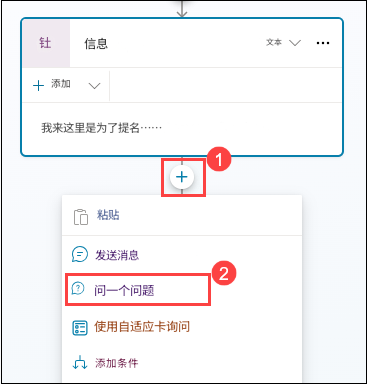 钍 信息 文本
添加
我来这里是为了提名……
1
粘贴
发送消息
2
问一个问题
使用自适应卡询问
添加条件